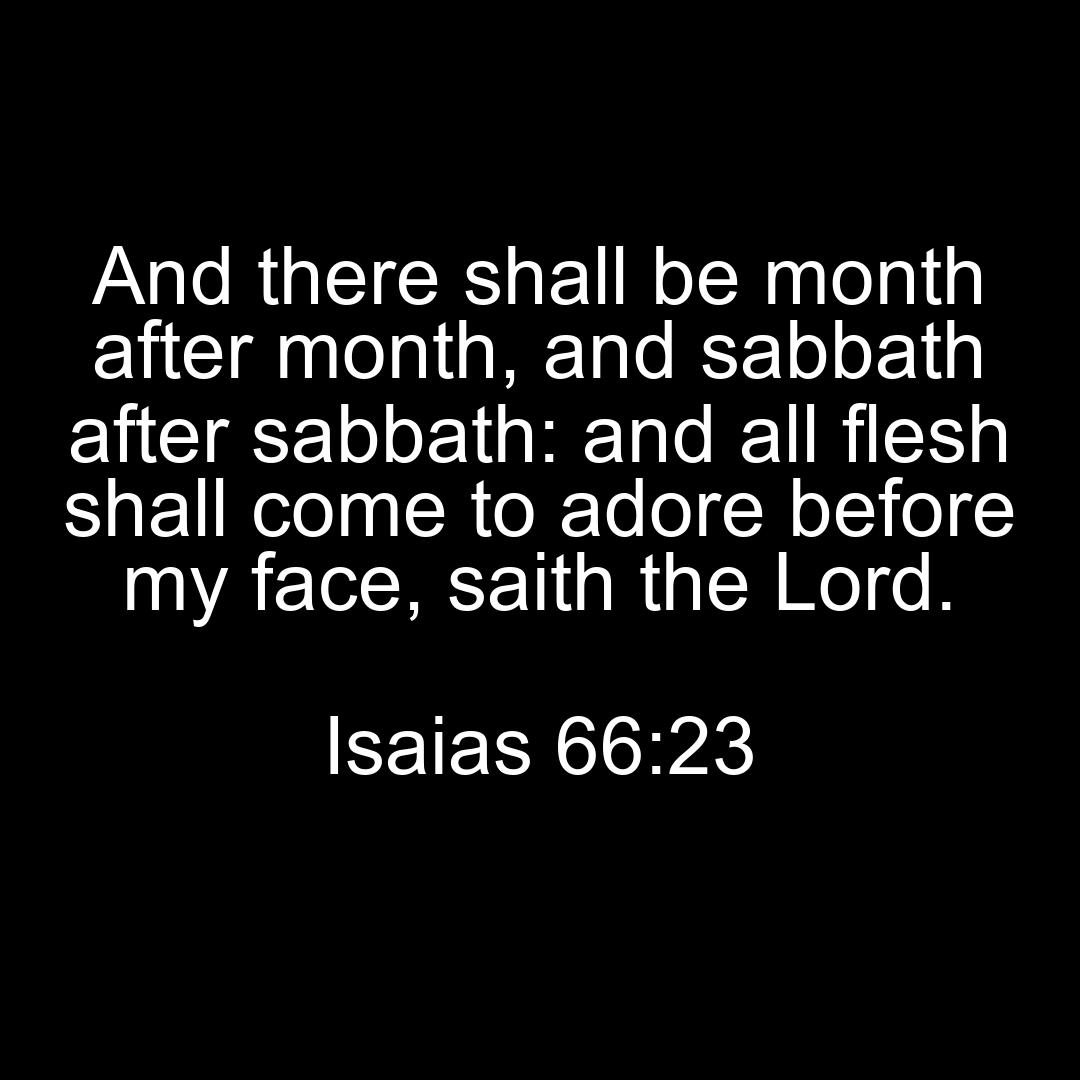 And there shall be month
after month, and sabbath
after sabbath: and all flesh
shall come to adore before
my face, saith the Lord.
Isaias 66:23